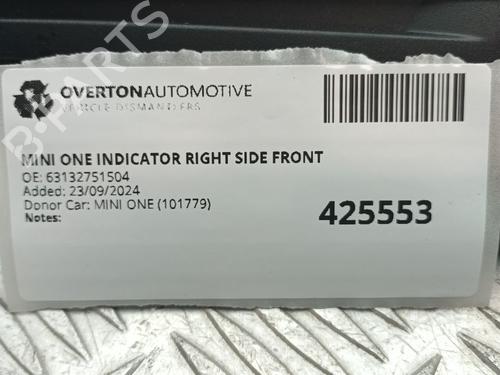 OVERTONAUTOMOTIVE
VEHICLE DISMANTLERS
MINI ONE INDICATOR RIGHT SIDE FRONT
OE: 63132751504
Added: 23/09/2024
Donor Car: MINI ONE (101779)
Notes:
425553
B-PARTS